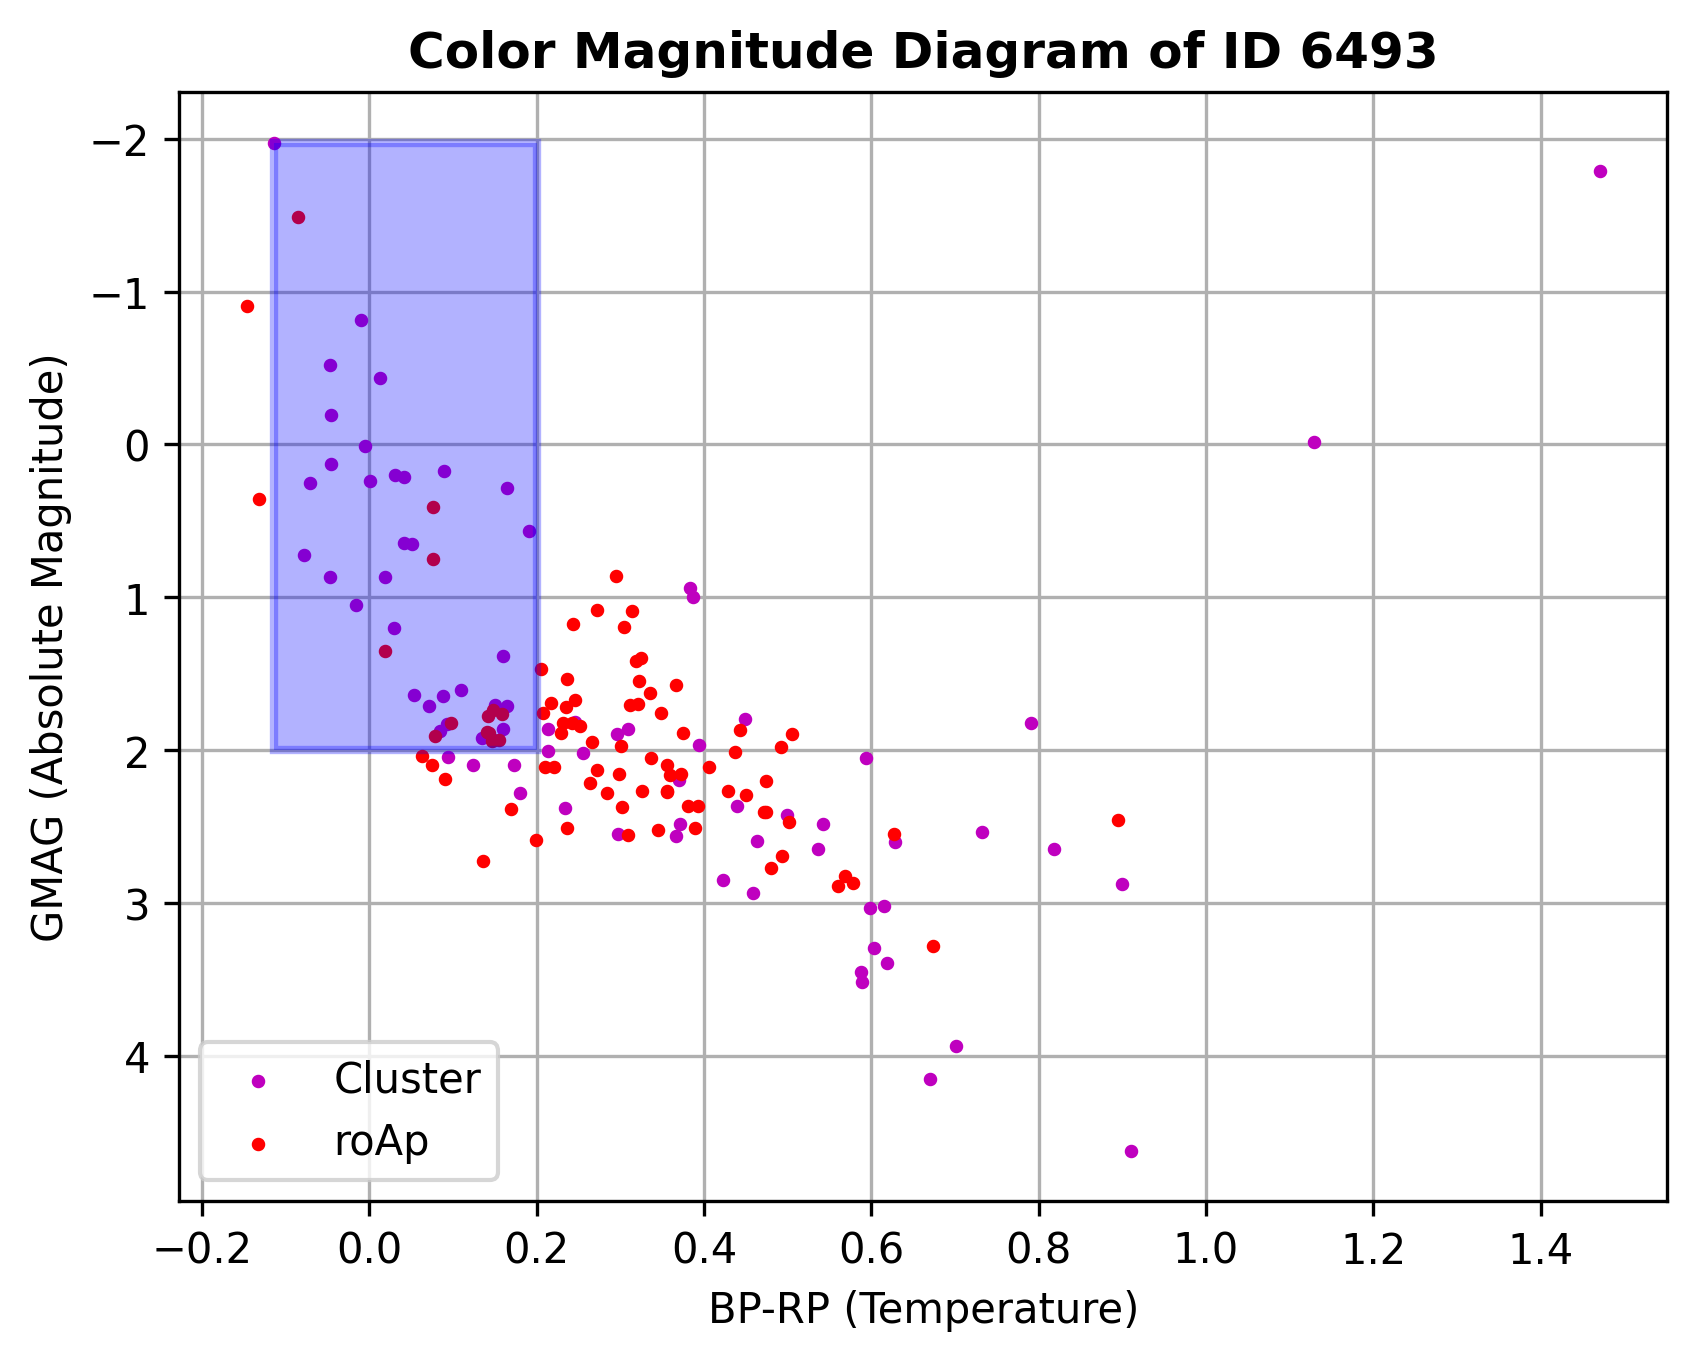 Color Magnitude Diagram of ID 6493
GMAG (Absolute Magnitude)
−2
−1
0
1
2
3
4
Cluster
roAp
−0.2 0.0 0.2 0.4 0.6 0.8 1.0 1.2 1.4
BP-RP (Temperature)